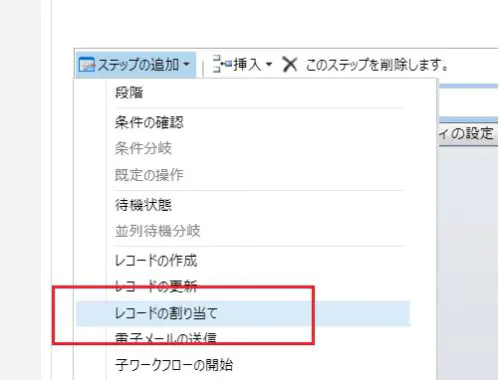 ステップの追加 挿入 このステップを削除します。
段階
ィの設定
条件の確認
条件分岐
既定の操作
待機状態
並列待機分岐
レコードの作成
レコードの更新
レコードの割り当て
電子メールの送信
子ワークフローの開始